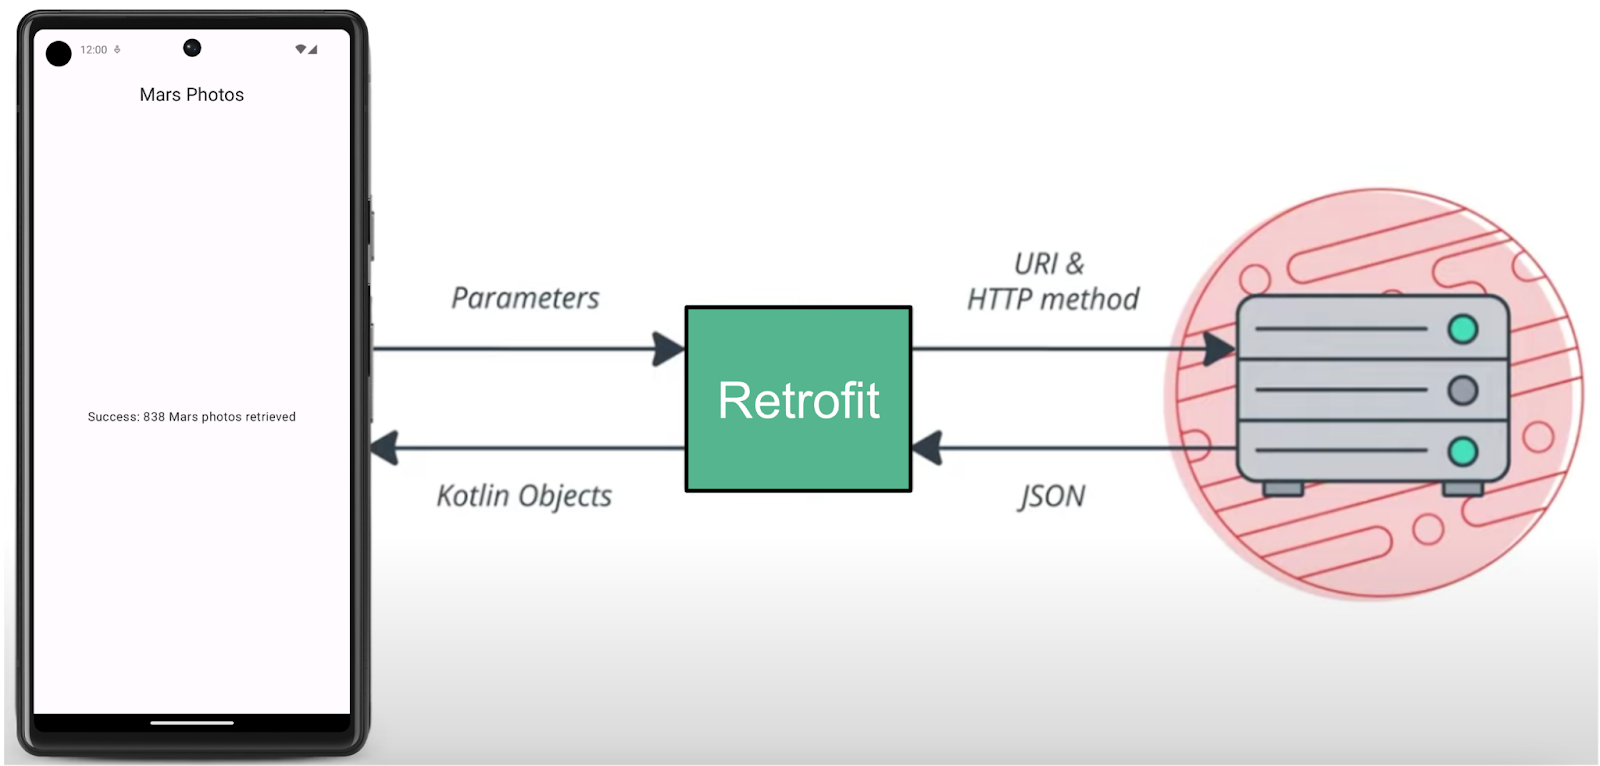 12:00
Mars Photos
Success: 838 Mars photos retrieved
Parameters
Kotlin Objects
Retrofit
URI &
HTTP method
JSON